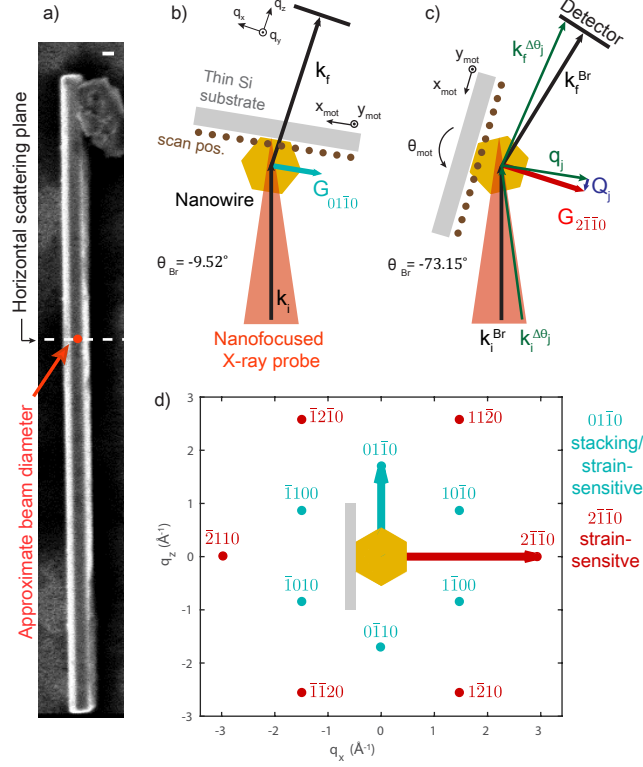 a)
Horizontal scattering plane
Approximate beam diameter
b)
q_x
q_z
q_y
k_f
Thin Si
substrate
x_mot
y_mot
scan pos.
Nanowire
G_{01\bar{1}0}
θ_Br = -9.52°
k_i
Nanofocused
X-ray probe
c)
Detector
k_f^{Δθ_j}
k_f^{Br}
y_mot
x_mot
θ_mot
q_j
Q_j
G_{2\bar{1}\bar{1}0}
θ_Br = -73.15°
k_i^{Br}
k_i^{Δθ_j}
d)
3
2
1
0
-1
-2
-3
q_z (Å⁻¹)
-3
-2
-1
0
1
2
3
q_x (Å⁻¹)
\bar{1}2\bar{1}0
11\bar{2}0
01\bar{1}0
\bar{1}100
10\bar{1}0
\bar{2}110
2\bar{1}\bar{1}0
\bar{1}010
1\bar{1}00
0\bar{1}10
\bar{1}\bar{1}20
1\bar{2}10
01\bar{1}0
stacking/
strain-
sensitive
2\bar{1}\bar{1}0
strain-
sensitve